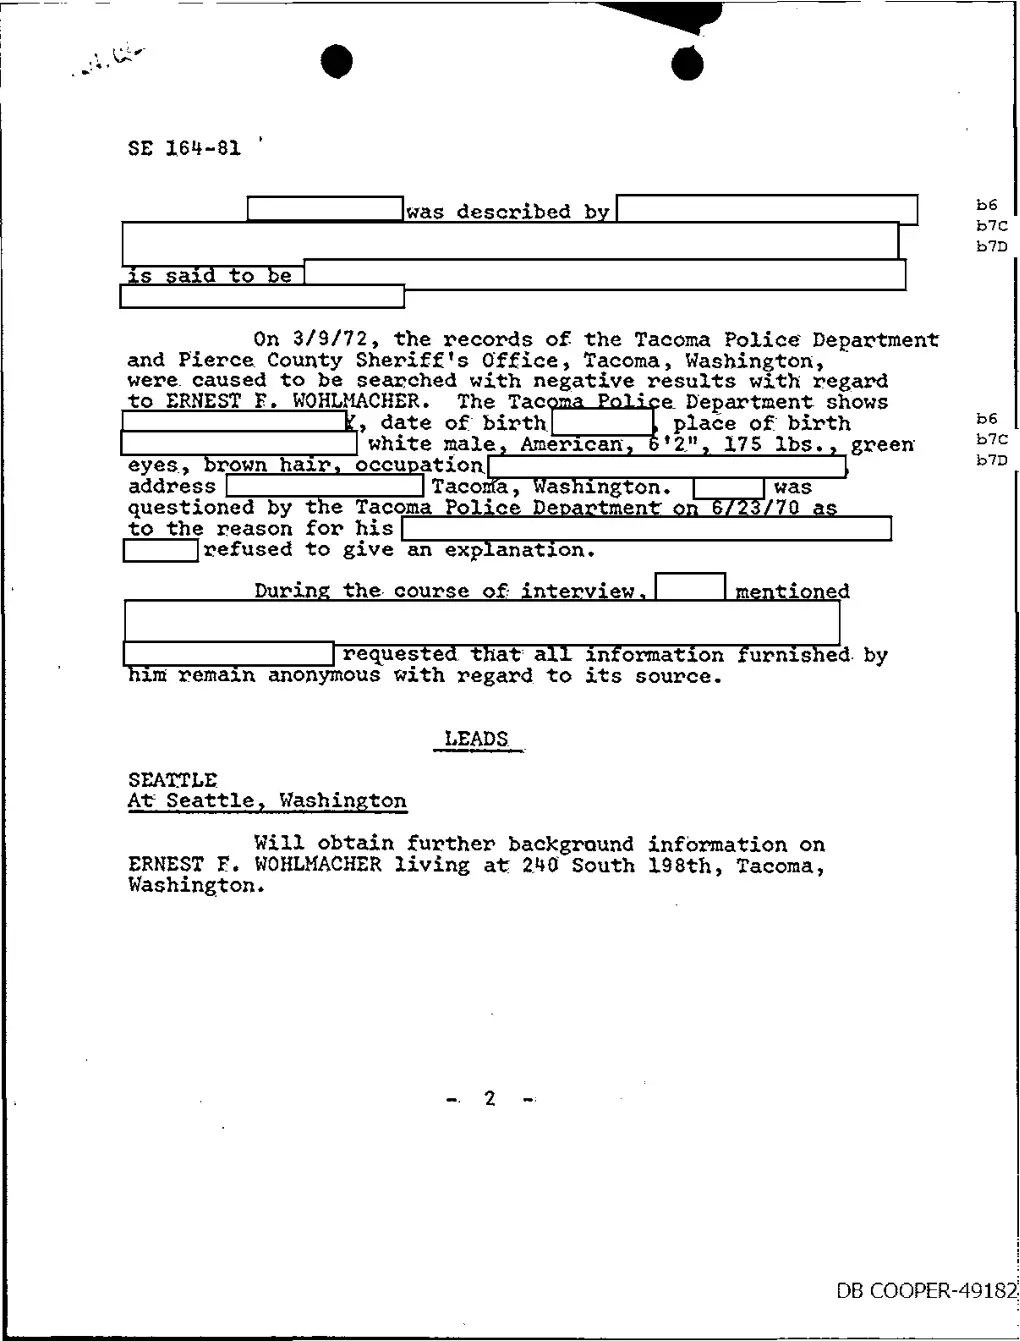 SE 164-81
was described by
b6
b7C
b7D
is said to be
On 3/9/72, the records of the Tacoma Police Department
and Pierce County Sheriff's Office, Tacoma, Washington,
were caused to be searched with negative results with regard
to ERNEST F. WOHLMACHER. The Tacoma Police Department shows
, date of birth , place of birth
b6
white male, American, 6'2", 175 lbs., green
b7C
eyes, brown hair, occupation
b7D
address Tacoma, Washington. was
questioned by the Tacoma Police Department on 6/23/70 as
to the reason for his
refused to give an explanation.
During the course of interview, mentioned
requested that all information furnished by
him remain anonymous with regard to its source.
LEADS
SEATTLE
At Seattle, Washington
Will obtain further background information on
ERNEST F. WOHLMACHER living at 240 South 198th, Tacoma,
Washington.
- 2 -
DB COOPER-49182